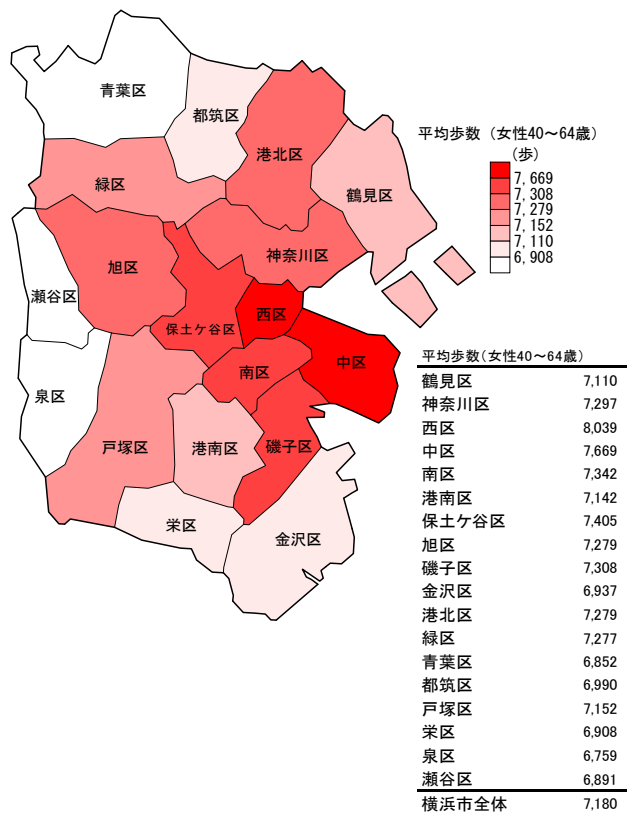 青葉区
都筑区
港北区
緑区
鶴見区
旭区
神奈川区
瀬谷区
保土ケ谷区
西区
中区
泉区
南区
戸塚区
港南区
磯子区
栄区
金沢区
平均歩数（女性40～64歳）
（歩）
7,669
7,308
7,279
7,152
7,110
6,908
平均歩数（女性40～64歳）
鶴見区 7,110
神奈川区 7,297
西区 8,039
中区 7,669
南区 7,342
港南区 7,142
保土ケ谷区 7,405
旭区 7,279
磯子区 7,308
金沢区 6,937
港北区 7,279
緑区 7,277
青葉区 6,852
都筑区 6,990
戸塚区 7,152
栄区 6,908
泉区 6,759
瀬谷区 6,891
横浜市全体 7,180